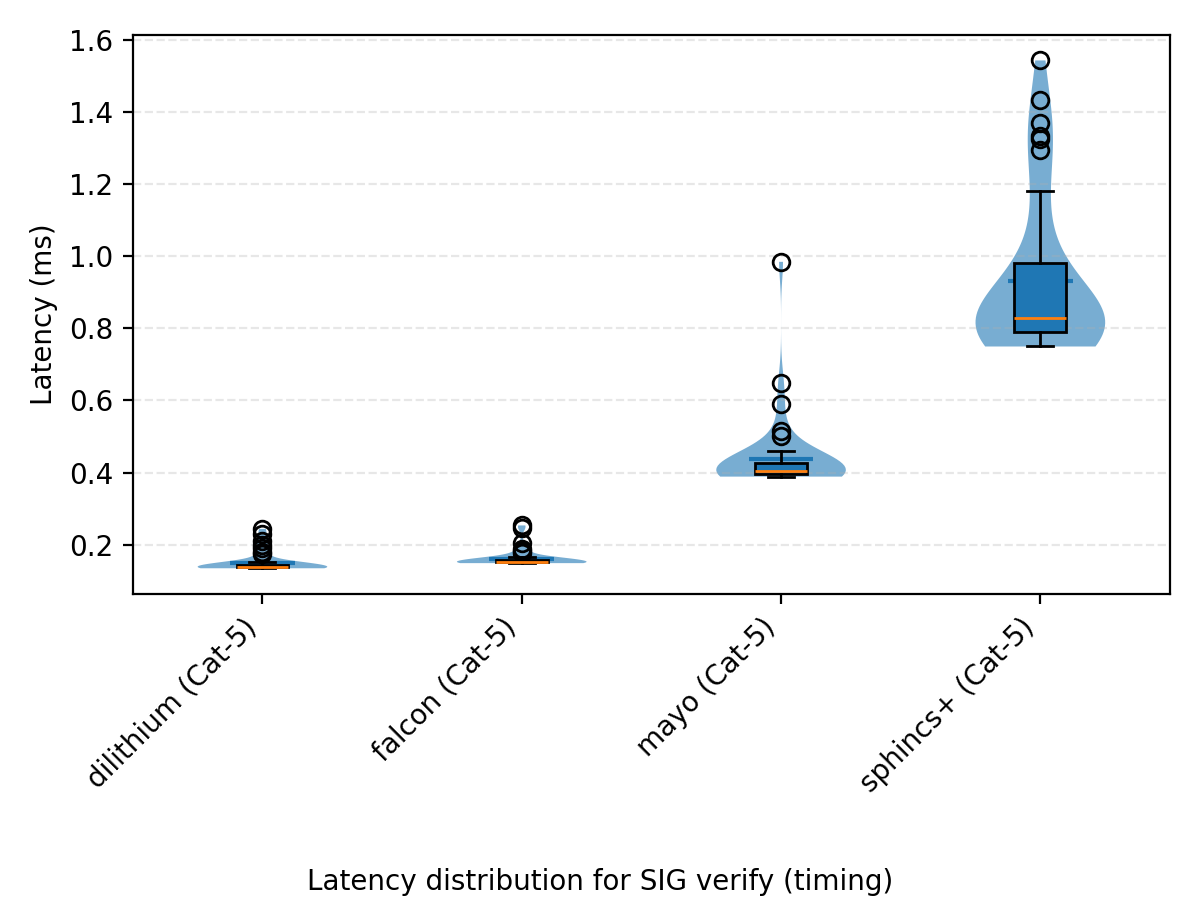 1.6
1.4
1.2
1.0
0.8
0.6
0.4
0.2
Latency (ms)
dilithium (Cat-5)
falcon (Cat-5)
mayo (Cat-5)
sphincs+ (Cat-5)
Latency distribution for SIG verify (timing)